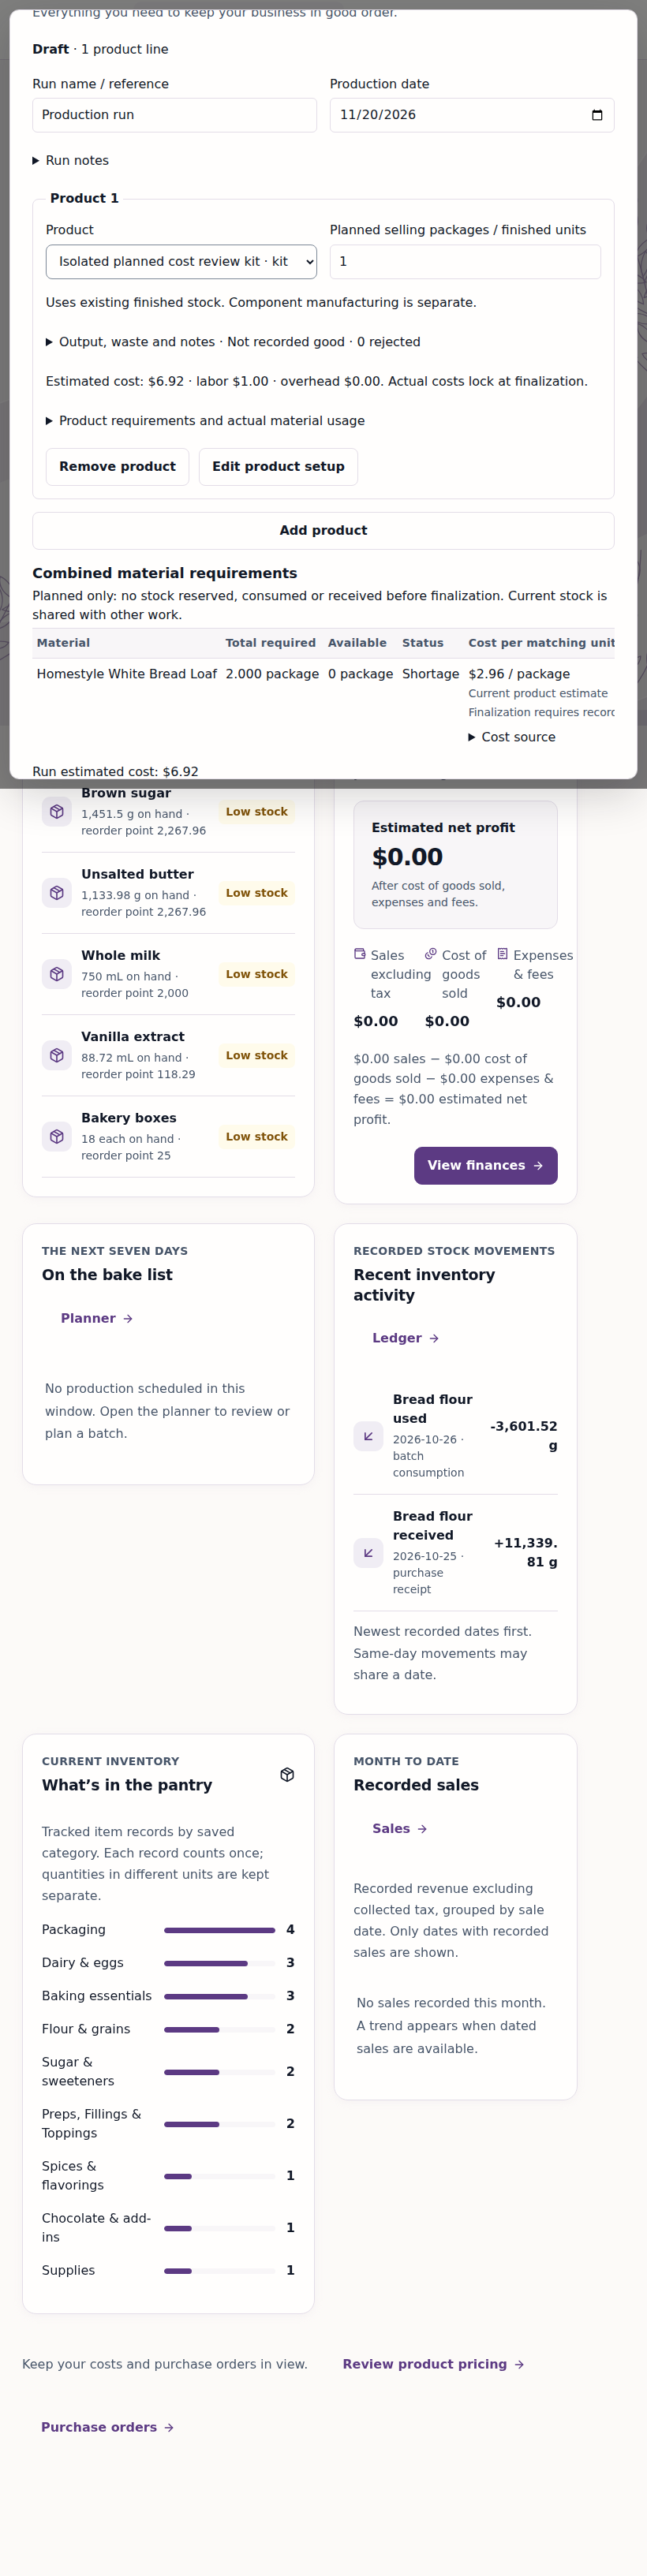 Everything you need to keep your business in good order.
Draft · 1 product line
Run name / reference
Production date
Production run
11/20/2026
Run notes
Product 1
Product
Planned selling packages / finished units
Isolated planned cost review kit · kit
1
Uses existing finished stock. Component manufacturing is separate.
Output, waste and notes · Not recorded good · 0 rejected
Estimated cost: $6.92 · labor $1.00 · overhead $0.00. Actual costs lock at finalization.
Product requirements and actual material usage
Remove product
Edit product setup
Add product
Combined material requirements
Planned only: no stock reserved, consumed or received before finalization. Current stock is
shared with other work.
Material Total required Available Status Cost per matching unit
Homestyle White Bread Loaf 2.000 package 0 package Shortage $2.96 / package
Current product estimate
Finalization requires
Cost source
Run estimated cost: $6.92
Brown sugar
1,451.5 g on hand ·
reorder point 2,267.96
Low stock
Unsalted butter
1,133.98 g on hand ·
reorder point 2,267.96
Low stock
Whole milk
750 mL on hand ·
reorder point 2,000
Low stock
Vanilla extract
88.72 mL on hand ·
reorder point 118.29
Low stock
Bakery boxes
18 each on hand ·
reorder point 25
Low stock
Estimated net profit
$0.00
After cost of goods sold,
expenses and fees.
Sales
excluding
tax
$0.00
Cost of
goods
sold
$0.00
Expenses
& fees
$0.00
$0.00 sales − $0.00 cost of
goods sold − $0.00 expenses &
fees = $0.00 estimated net
profit.
View finances →
THE NEXT SEVEN DAYS
On the bake list
Planner →
No production scheduled in this
window. Open the planner to review or
plan a batch.
RECORDED STOCK MOVEMENTS
Recent inventory
activity
Ledger →
Bread flour
used
2026-10-26 ·
batch
consumption
-3,601.52
g
Bread flour
received
2026-10-25 ·
purchase
receipt
+11,339.
81 g
Newest recorded dates first.
Same-day movements may
share a date.
CURRENT INVENTORY
What’s in the pantry
Tracked item records by saved
category. Each record counts once;
quantities in different units are kept
separate.
Packaging 4
Dairy & eggs 3
Baking essentials 3
Flour & grains 2
Sugar &
sweeteners 2
Preps, Fillings &
Toppings 2
Spices &
flavorings 1
Chocolate & add-
ins 1
Supplies 1
MONTH TO DATE
Recorded sales
Sales →
Recorded revenue excluding
collected tax, grouped by sale
date. Only dates with recorded
sales are shown.
No sales recorded this month.
A trend appears when dated
sales are available.
Keep your costs and purchase orders in view.
Review product pricing →
Purchase orders →